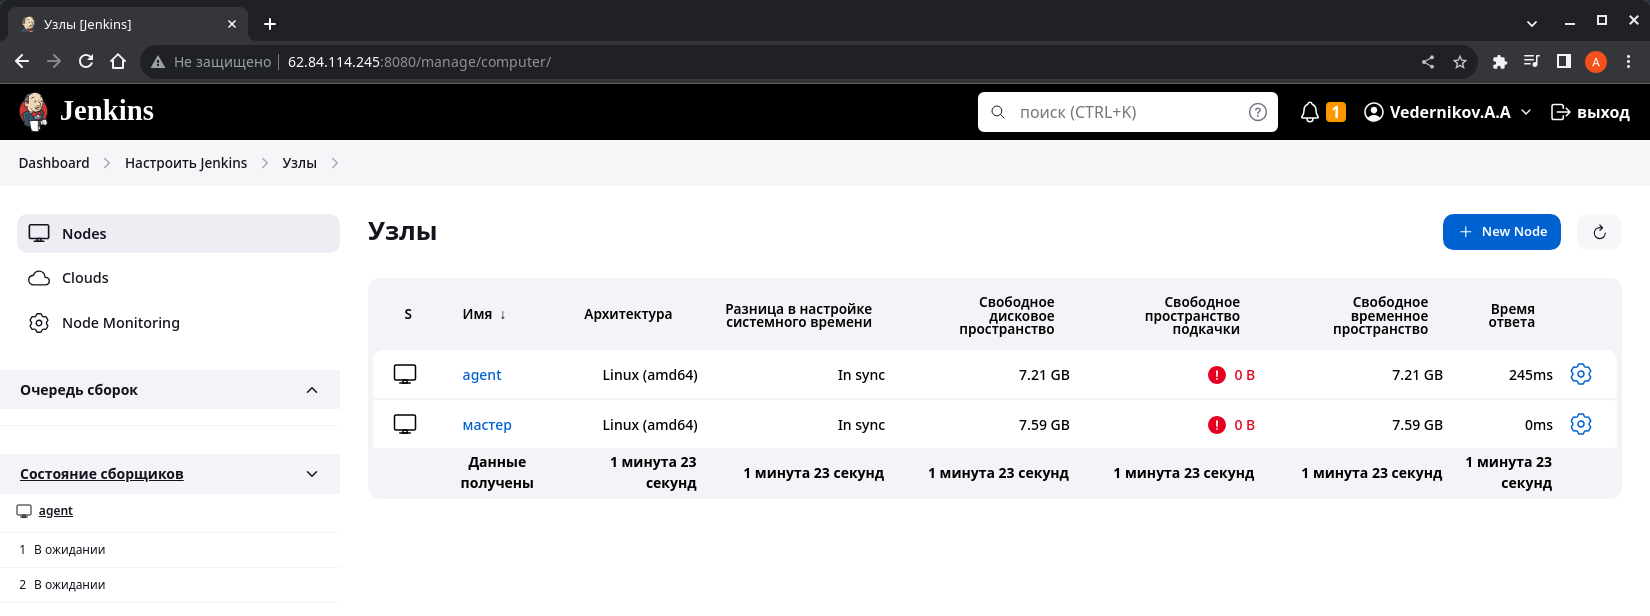 Узлы [Jenkins]
Не защищено
62.84.114.245:8080/manage/computer/
A
Jenkins
поиск (CTRL+K)
1
Vedernikov.A.A
выход
Dashboard
Настроить Jenkins
Узлы
Nodes
Clouds
Node Monitoring
Очередь сборок
Состояние сборщиков
agent
1 В ожидании
2 В ожидании
Узлы
+ New Node
S
Имя ↓
Архитектура
Разница в настройке
системного времени
Свободное
дисковое
пространство
Свободное
пространство
подкачки
Свободное
временное
пространство
Время
ответа
agent Linux (amd64) In sync 7.21 GB 0 B 7.21 GB 245ms
мастер Linux (amd64) In sync 7.59 GB 0 B 7.59 GB 0ms
Данные
получены
1 минута 23
секунд
1 минута 23 секунд
1 минута 23 секунд
1 минута 23 секунд
1 минута 23 секунд
1 минута 23
секунд